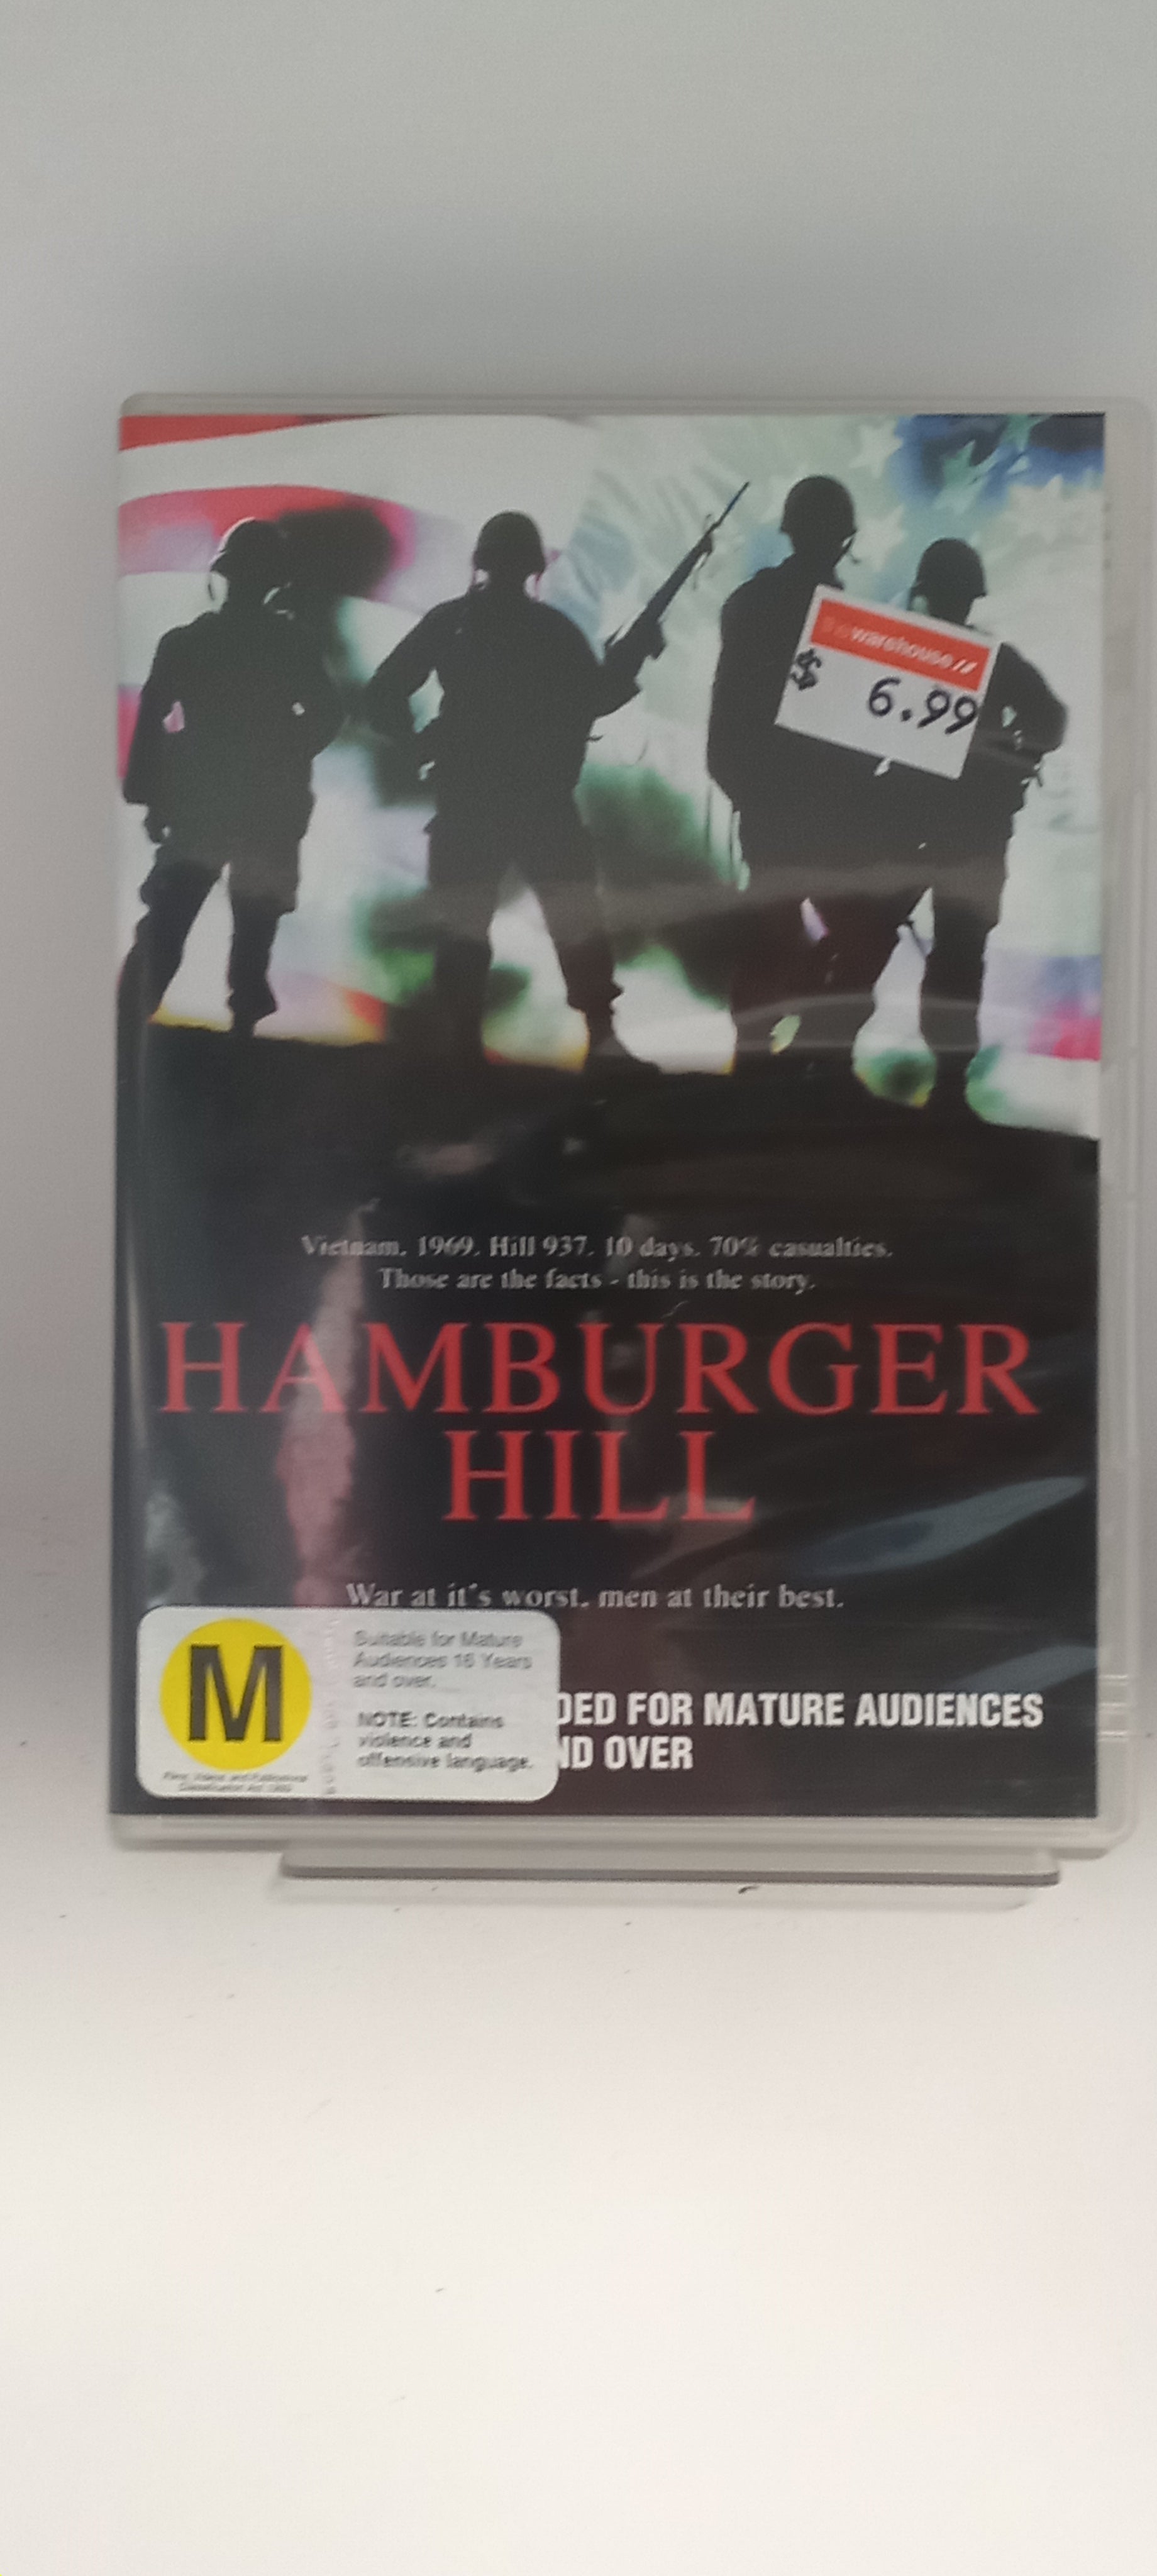 warehouse
$ 6.99
Vietnam. 1969. Hill 937. 10 days. 70% casualties.
Those are the facts - this is the story.
HAMBURGER
HILL
War at it's worst. men at their best.
M
Suitable for Mature
Audiences 16 Years
and over.
NOTE: Contains
violence and
offensive language.
DED FOR MATURE AUDIENCES
ND OVER